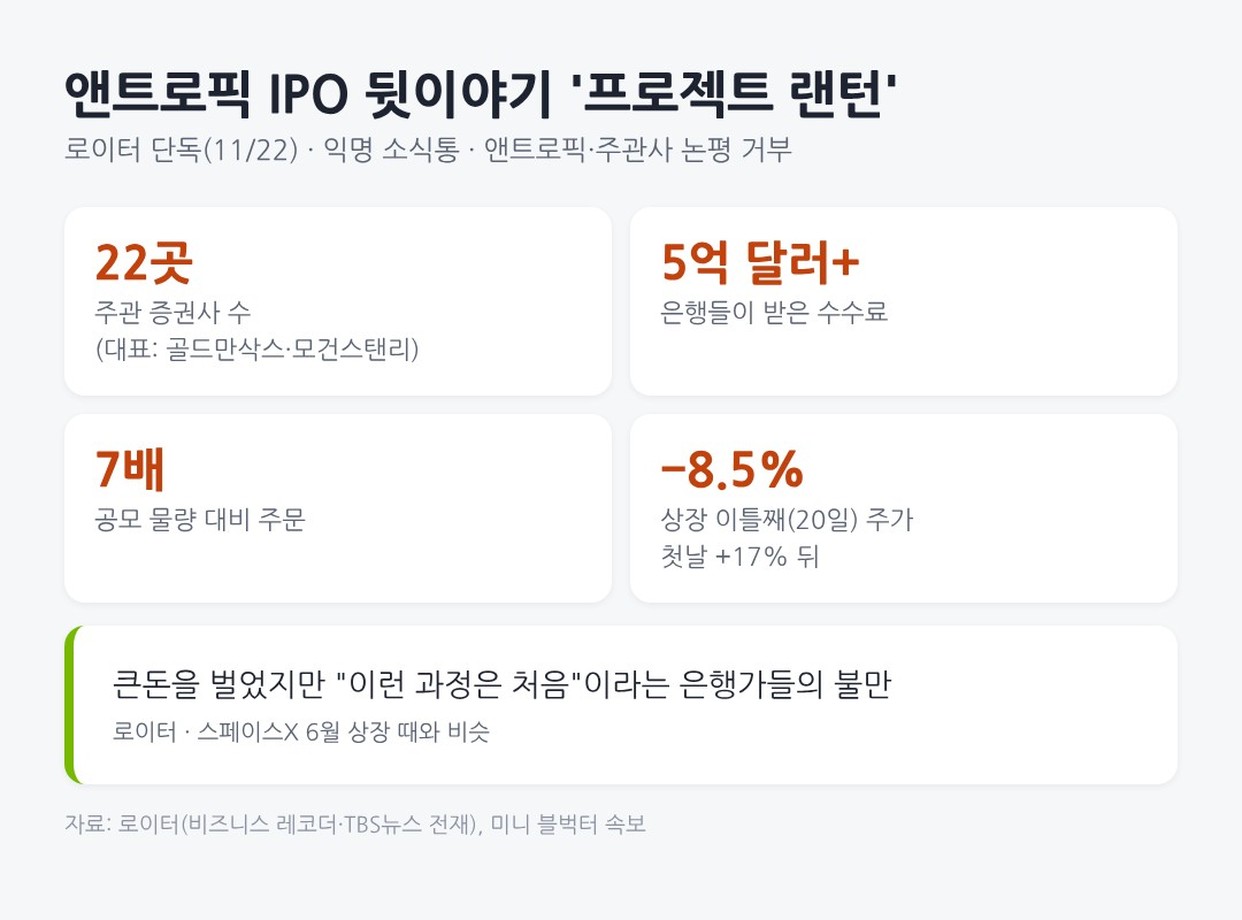 앤트로픽 IPO 뒷이야기 '프로젝트 랜턴'
로이터 단독(11/22) · 익명 소식통 · 앤트로픽·주관사 논평 거부
22곳
주관 증권사 수
(대표: 골드만삭스·모건스탠리)
5억 달러+
은행들이 받은 수수료
7배
공모 물량 대비 주문
−8.5%
상장 이틀째(20일) 주가
첫날 +17% 뒤
큰돈을 벌었지만 "이런 과정은 처음"이라는 은행가들의 불만
로이터 · 스페이스X 6월 상장 때와 비슷
자료: 로이터(비즈니스 레코더·TBS뉴스 전재), 미니 블벅터 속보